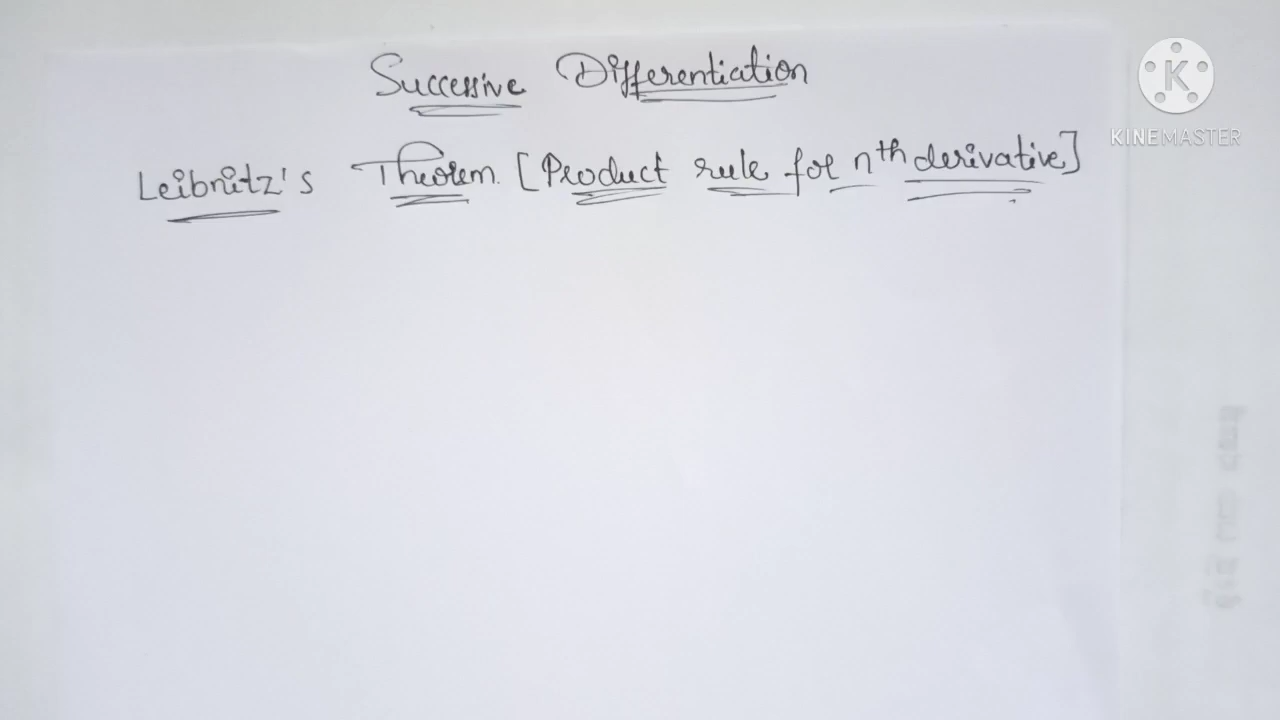 Successive Differentiation
KINEMASTER
Leibnitz's Theorem. [Product rule for nth derivative]